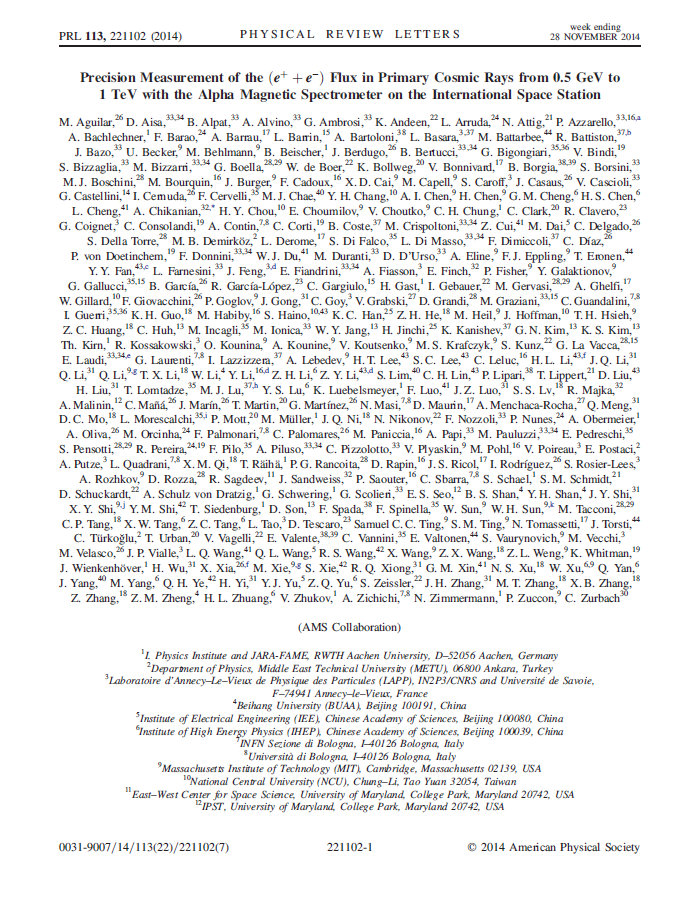 PRL 113, 221102 (2014)
PHYSICAL REVIEW LETTERS
week ending
28 NOVEMBER 2014
Precision Measurement of the (e+ + e−) Flux in Primary Cosmic Rays from 0.5 GeV to
1 TeV with the Alpha Magnetic Spectrometer on the International Space Station
M. Aguilar,26 D. Aisa,33,34 B. Alpat,33 A. Alvino,33 G. Ambrosi,33 K. Andeen,22 L. Arruda,24 N. Attig,21 P. Azzarello,33,16,a
A. Bachlechner,1 F. Barao,24 A. Barrau,17 L. Barrin,15 A. Bartoloni,38 L. Basara,3,37 M. Battarbee,44 R. Battiston,37,b
J. Bazo,33 U. Becker,9 M. Behlmann,9 B. Beischer,1 J. Berdugo,26 B. Bertucci,33,34 G. Bigongiari,35,36 V. Bindi,19
S. Bizzaglia,33 M. Bizzarri,33,34 G. Boella,28,29 W. de Boer,22 K. Bollweg,20 V. Bonnivard,17 B. Borgia,38,39 S. Borsini,33
M. J. Boschini,28 M. Bourquin,16 J. Burger,9 F. Cadoux,16 X. D. Cai,9 M. Capell,9 S. Caroff,3 J. Casaus,26 V. Cascioli,33
G. Castellini,14 I. Cernuda,26 F. Cervelli,35 M. J. Chae,40 Y. H. Chang,10 A. I. Chen,9 H. Chen,9 G. M. Cheng,6 H. S. Chen,6
L. Cheng,41 A. Chikanian,32,* H. Y. Chou,10 E. Choumilov,9 V. Choutko,9 C. H. Chung,1 C. Clark,20 R. Clavero,23
G. Coignet,3 C. Consolandi,19 A. Contin,7,8 C. Corti,19 B. Coste,37 M. Crispoltoni,33,34 Z. Cui,41 M. Dai,5 C. Delgado,26
S. Della Torre,28 M. B. Demirköz,2 L. Derome,17 S. Di Falco,35 L. Di Masso,33,34 F. Dimiccoli,37 C. Díaz,26
P. von Doetinchem,19 F. Donnini,33,34 W. J. Du,41 M. Duranti,33 D. D'Urso,33 A. Eline,9 F. J. Eppling,9 T. Eronen,44
Y. Y. Fan,43,c L. Farnesini,33 J. Feng,3,d E. Fiandrini,33,34 A. Fiasson,3 E. Finch,32 P. Fisher,9 Y. Galaktionov,9
G. Gallucci,35,15 B. García,26 R. García-López,23 C. Gargiulo,15 H. Gast,1 I. Gebauer,22 M. Gervasi,28,29 A. Ghelfi,17
W. Gillard,10 F. Giovacchini,26 P. Goglov,9 J. Gong,31 C. Goy,3 V. Grabski,27 D. Grandi,28 M. Graziani,33,15 C. Guandalini,7,8
I. Guerri,35,36 K. H. Guo,18 M. Habiby,16 S. Haino,10,43 K. C. Han,25 Z. H. He,18 M. Heil,9 J. Hoffman,10 T. H. Hsieh,9
Z. C. Huang,18 C. Huh,13 M. Incagli,35 M. Ionica,33 W. Y. Jang,13 H. Jinchi,25 K. Kanishev,37 G. N. Kim,13 K. S. Kim,13
Th. Kirn,1 R. Kossakowski,3 O. Kounina,9 A. Kounine,9 V. Koutsenko,9 M. S. Krafczyk,9 S. Kunz,22 G. La Vacca,28,15
E. Laudi,33,34,e G. Laurenti,7,8 I. Lazzizzera,37 A. Lebedev,9 H. T. Lee,43 S. C. Lee,43 C. Leluc,16 H. L. Li,43,f J. Q. Li,31
Q. Li,31 Q. Li,9,g T. X. Li,18 W. Li,4 Y. Li,16,d Z. H. Li,6 Z. Y. Li,43,d S. Lim,40 C. H. Lin,43 P. Lipari,38 T. Lippert,21 D. Liu,43
H. Liu,31 T. Lomtadze,35 M. J. Lu,37,h Y. S. Lu,6 K. Luebelsmeyer,1 F. Luo,41 J. Z. Luo,31 S. S. Lv,18 R. Majka,32
A. Malinin,12 C. Mañá,26 J. Marín,26 T. Martin,20 G. Martínez,26 N. Masi,7,8 D. Maurin,17 A. Menchaca-Rocha,27 Q. Meng,31
D. C. Mo,18 L. Morescalchi,35,i P. Mott,20 M. Müller,1 J. Q. Ni,18 N. Nikonov,22 F. Nozzoli,33 P. Nunes,24 A. Obermeier,1
A. Oliva,26 M. Orcinha,24 F. Palmonari,7,8 C. Palomares,26 M. Paniccia,16 A. Papi,33 M. Pauluzzi,33,34 E. Pedreschi,35
S. Pensotti,28,29 R. Pereira,24,19 F. Pilo,35 A. Piluso,33,34 C. Pizzolotto,33 V. Plyaskin,9 M. Pohl,16 V. Poireau,3 E. Postaci,2
A. Putze,3 L. Quadrani,7,8 X. M. Qi,18 T. Räihä,1 P. G. Rancoita,28 D. Rapin,16 J. S. Ricol,17 I. Rodríguez,26 S. Rosier-Lees,3
A. Rozhkov,9 D. Rozza,28 R. Sagdeev,11 J. Sandweiss,32 P. Saouter,16 C. Sbarra,7,8 S. Schael,1 S. M. Schmidt,21
D. Schuckardt,22 A. Schulz von Dratzig,1 G. Schwering,1 G. Scolieri,33 E. S. Seo,12 B. S. Shan,4 Y. H. Shan,4 J. Y. Shi,31
X. Y. Shi,9,j Y. M. Shi,42 T. Siedenburg,1 D. Son,13 F. Spada,38 F. Spinella,35 W. Sun,9 W. H. Sun,9,k M. Tacconi,28,29
C. P. Tang,18 X. W. Tang,6 Z. C. Tang,6 L. Tao,3 D. Tescaro,23 Samuel C. C. Ting,9 S. M. Ting,9 N. Tomassetti,17 J. Torsti,44
C. Türkoğlu,2 T. Urban,20 V. Vagelli,22 E. Valente,38,39 C. Vannini,35 E. Valtonen,44 S. Vaurynovich,9 M. Vecchi,3
M. Velasco,26 J. P. Vialle,3 L. Q. Wang,41 Q. L. Wang,5 R. S. Wang,42 X. Wang,9 Z. X. Wang,18 Z. L. Weng,9 K. Whitman,19
J. Wienkenhöver,1 H. Wu,31 X. Xia,26,f M. Xie,9,g S. Xie,42 R. Q. Xiong,31 G. M. Xin,41 N. S. Xu,18 W. Xu,6,9 Q. Yan,6
J. Yang,40 M. Yang,6 Q. H. Ye,42 H. Yi,31 Y. J. Yu,5 Z. Q. Yu,6 S. Zeissler,22 J. H. Zhang,31 M. T. Zhang,18 X. B. Zhang,18
Z. Zhang,18 Z. M. Zheng,4 H. L. Zhuang,6 V. Zhukov,1 A. Zichichi,7,8 N. Zimmermann,1 P. Zuccon,9 C. Zurbach30
(AMS Collaboration)
1I. Physics Institute and JARA-FAME, RWTH Aachen University, D–52056 Aachen, Germany
2Department of Physics, Middle East Technical University (METU), 06800 Ankara, Turkey
3Laboratoire d'Annecy–Le–Vieux de Physique des Particules (LAPP), IN2P3/CNRS and Université de Savoie,
F–74941 Annecy–le–Vieux, France
4Beihang University (BUAA), Beijing 100191, China
5Institute of Electrical Engineering (IEE), Chinese Academy of Sciences, Beijing 100080, China
6Institute of High Energy Physics (IHEP), Chinese Academy of Sciences, Beijing 100039, China
7INFN Sezione di Bologna, I–40126 Bologna, Italy
8Università di Bologna, I–40126 Bologna, Italy
9Massachusetts Institute of Technology (MIT), Cambridge, Massachusetts 02139, USA
10National Central University (NCU), Chung–Li, Tao Yuan 32054, Taiwan
11East–West Center for Space Science, University of Maryland, College Park, Maryland 20742, USA
12IPST, University of Maryland, College Park, Maryland 20742, USA
0031-9007/14/113(22)/221102(7)
221102-1
© 2014 American Physical Society